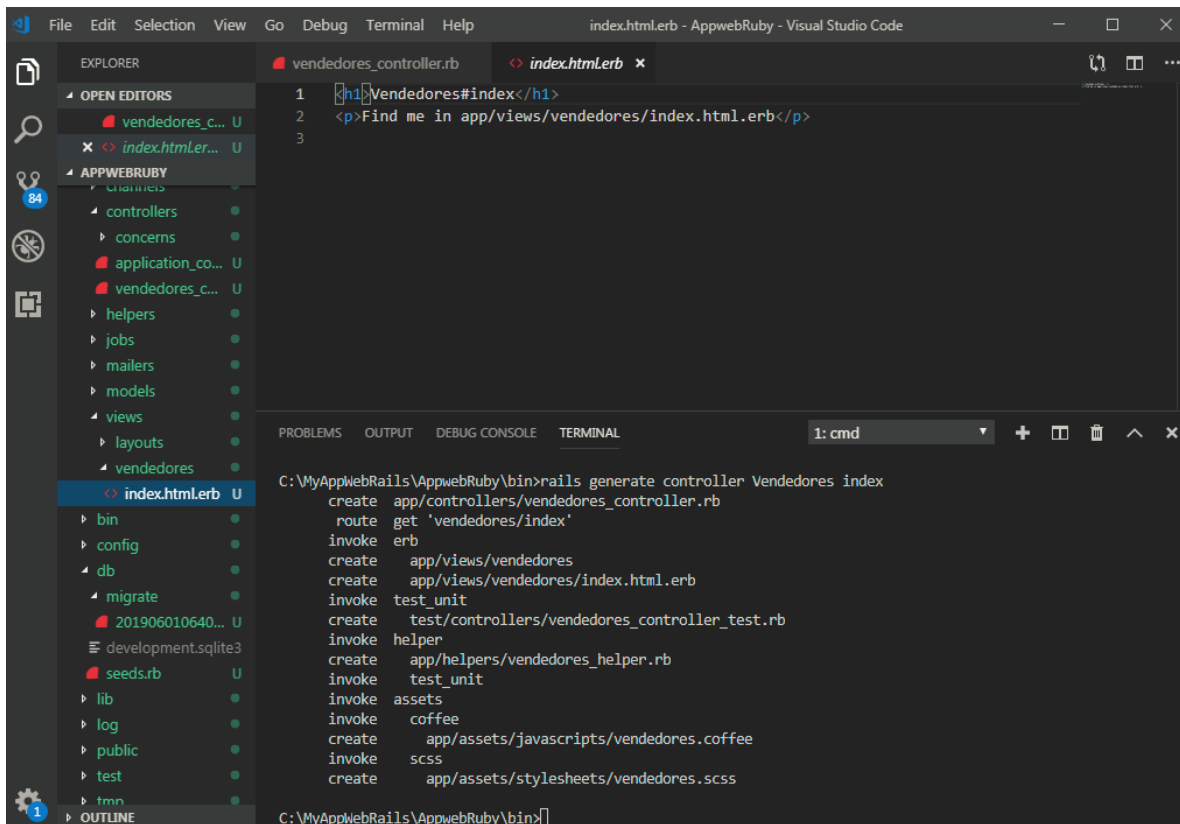 File Edit Selection View Go Debug Terminal Help index.html.erb - AppwebRuby - Visual Studio Code
EXPLORER
OPEN EDITORS
vendedores_c... U
index.html.er... U
APPWEBRUBY
channels
controllers
concerns
application_co... U
vendedores_c... U
helpers
jobs
mailers
models
views
layouts
vendedores
index.html.erb U
bin
config
db
migrate
201906010640... U
development.sqlite3
seeds.rb U
lib
log
public
test
tmp
OUTLINE
84
1
vendedores_controller.rb index.html.erb
1 <h1>Vendedores#index</h1>
2 <p>Find me in app/views/vendedores/index.html.erb</p>
3
PROBLEMS OUTPUT DEBUG CONSOLE TERMINAL 1: cmd
C:\MyAppWebRails\AppwebRuby\bin>rails generate controller Vendedores index
create app/controllers/vendedores_controller.rb
route get 'vendedores/index'
invoke erb
create app/views/vendedores
create app/views/vendedores/index.html.erb
invoke test_unit
create test/controllers/vendedores_controller_test.rb
invoke helper
create app/helpers/vendedores_helper.rb
invoke test_unit
invoke assets
invoke coffee
create app/assets/javascripts/vendedores.coffee
invoke scss
create app/assets/stylesheets/vendedores.scss
C:\MyAppWebRails\AppwebRuby\bin>